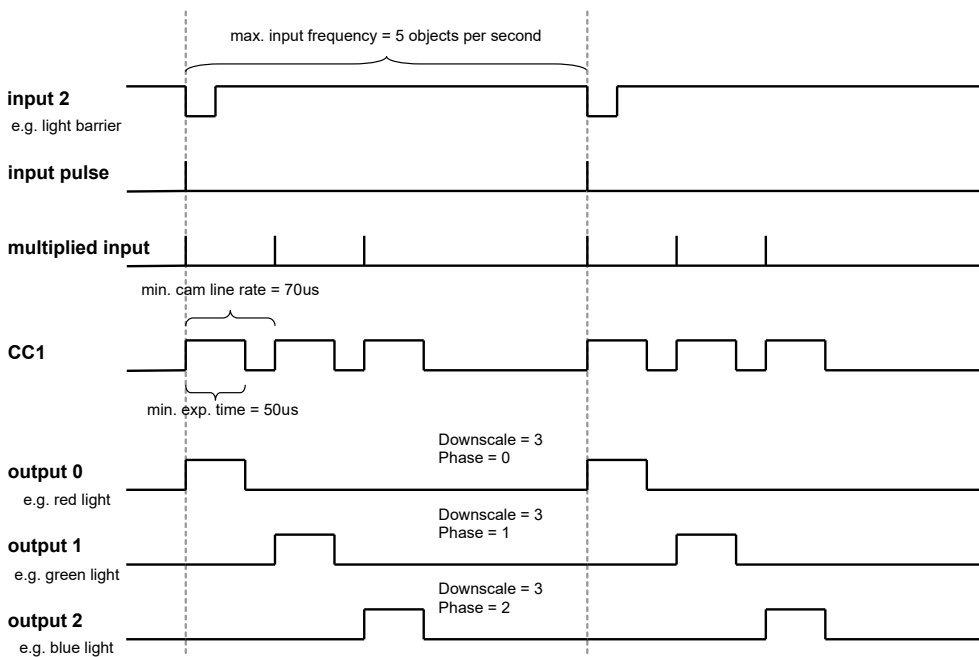 max. input frequency = 5 objects per second
input 2
e.g. light barrier
input pulse
multiplied input
min. cam line rate = 70us
CC1
min. exp. time = 50us
Downscale = 3
Phase = 0
output 0
e.g. red light
Downscale = 3
Phase = 1
output 1
e.g. green light
Downscale = 3
Phase = 2
output 2
e.g. blue light